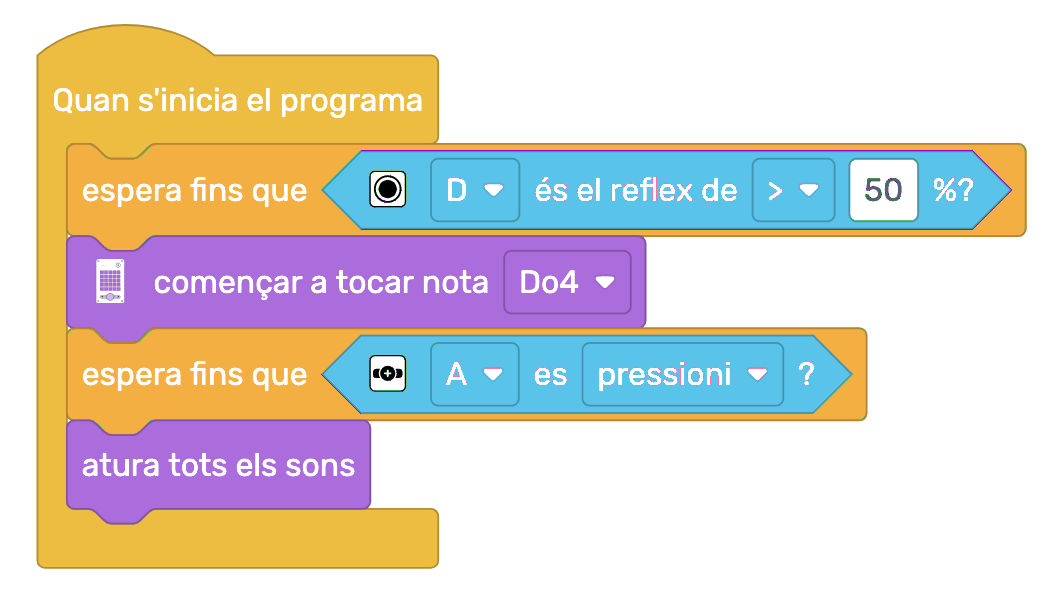 Quan s'inicia el programa
espera fins que D és el reflex de > 50 %?
començar a tocar nota Do4
espera fins que A es pressioni ?
atura tots els sons